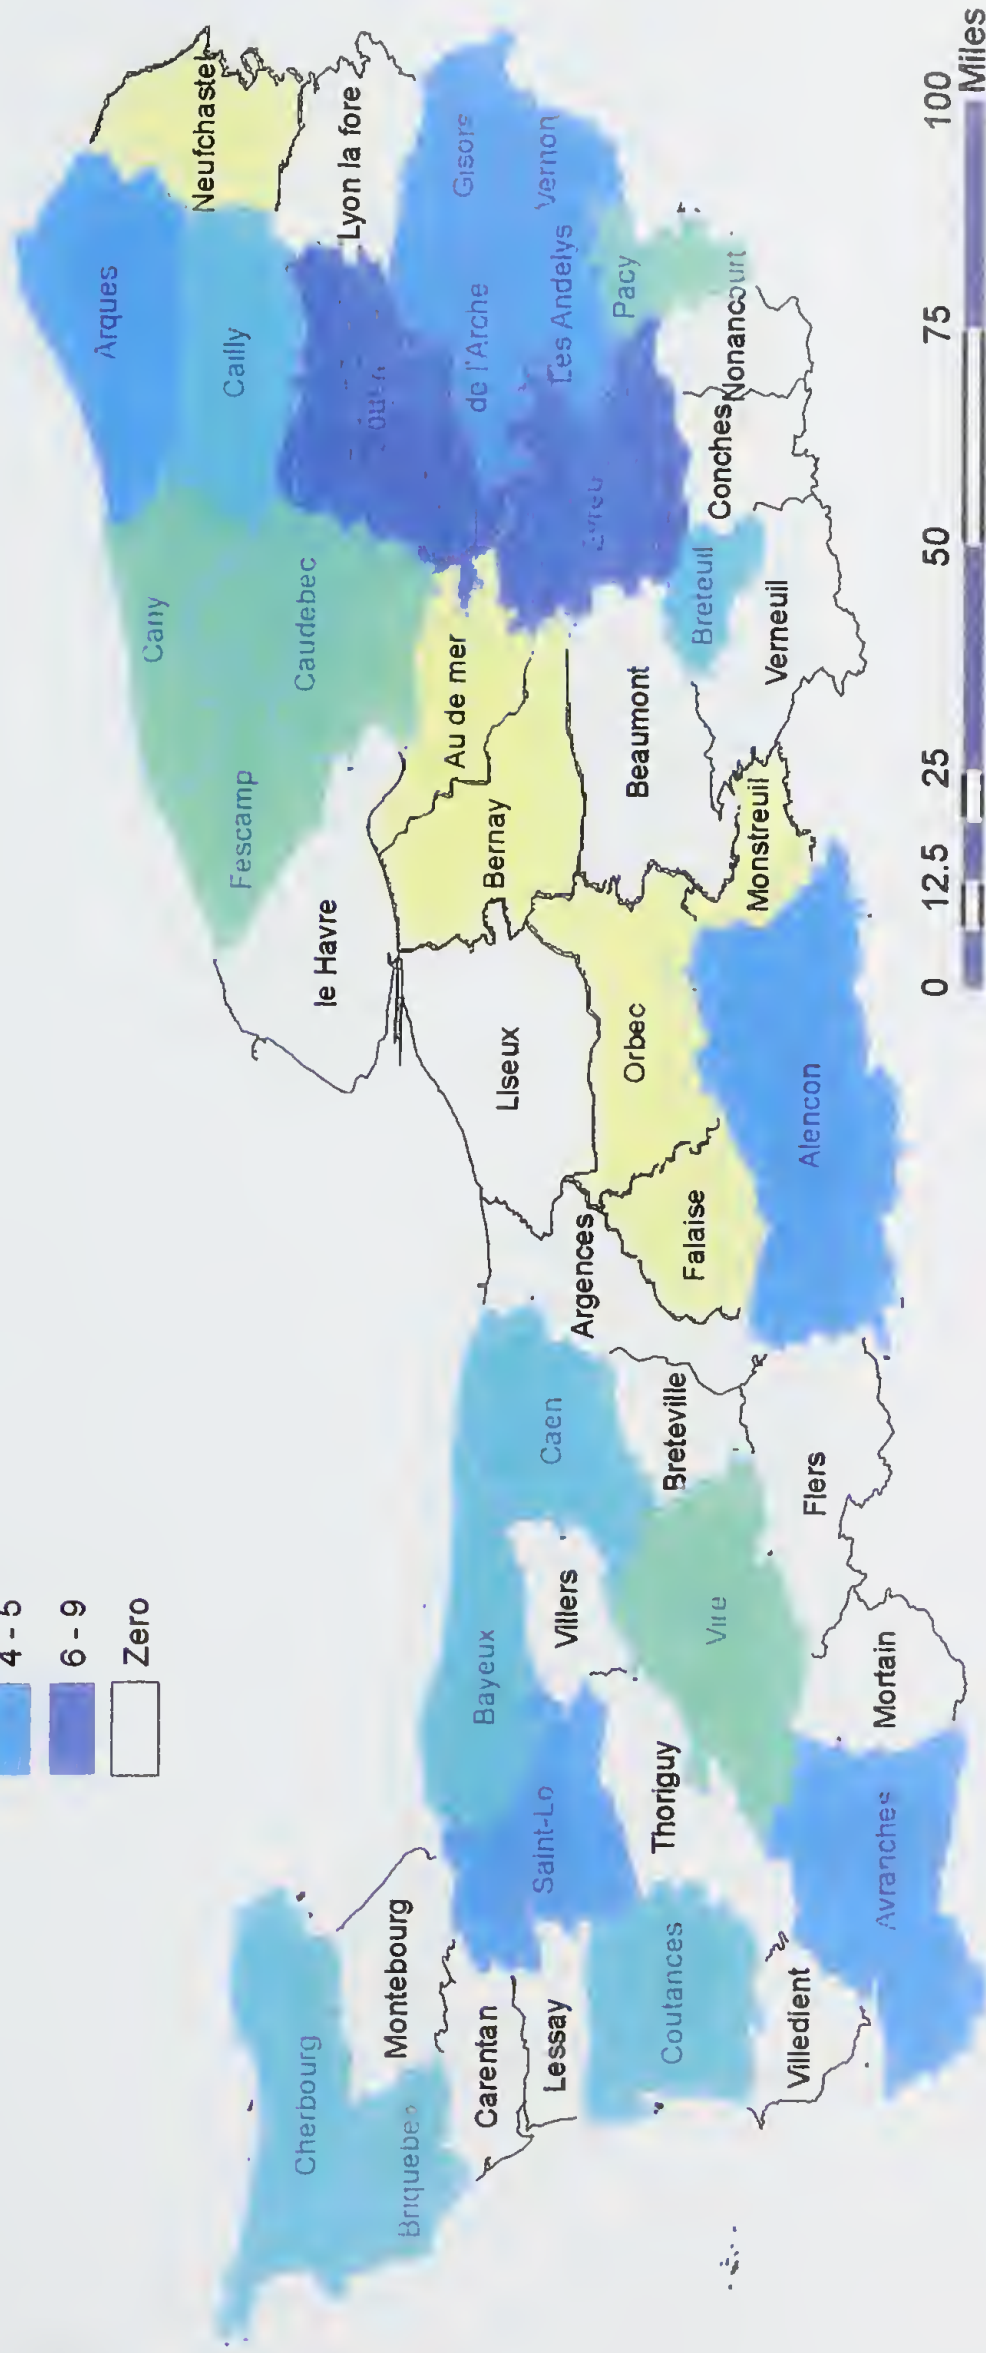 4 - 5
6 - 9
Zero
Cherbourg
Montebourg
Carentan
Lessay
Coutances
Villedient
Avranches
Saint-Lo
Thoriguy
Mortain
Bayeux
Villers
Vire
Flers
Caen
Breteville
Argences
Falaise
Alencon
Liseux
Orbec
le Havre
Fescamp
Bernay
Beaumont
Monstreuil
Cany
Caudebec
Au de mer
Breteuil
Verneuil
Conches
Nonancourt
Arques
Cailly
de l'Arche
Les Andelys
Pacy
Neufchastel
Lyon la fore
Gisors
Vernon
0 12.5 25 50 75 100
Miles